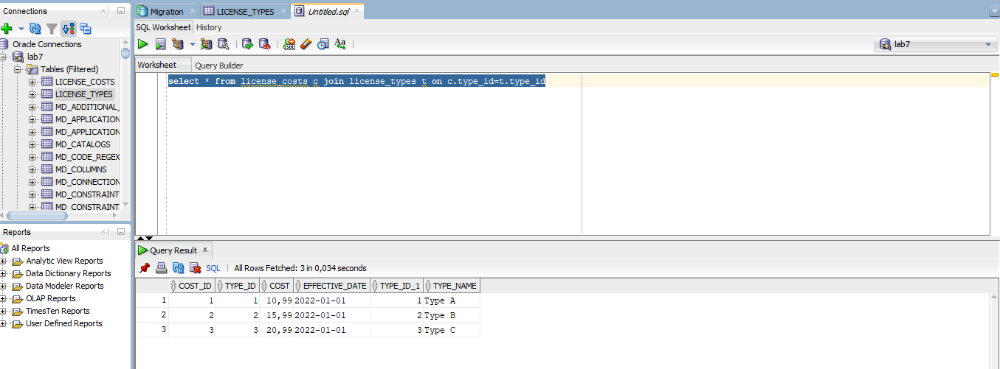 Connections
Oracle Connections
lab7
Tables (Filtered)
LICENSE_COSTS
LICENSE_TYPES
MD_ADDITIONAL_
MD_APPLICATION
MD_APPLICATION
MD_CATALOGS
MD_CODE_REGEX
MD_COLUMNS
MD_CONNECTION
MD_CONSTRAINT
MD_CONSTRAINT
Reports
All Reports
Analytic View Reports
Data Dictionary Reports
Data Modeler Reports
OLAP Reports
TimesTen Reports
User Defined Reports
Migration LICENSE_TYPES Untitled.sql
SQL Worksheet History
SQL Aa lab7
Worksheet Query Builder
select * from license_costs c join license_types t on c.type_id=t.type_id
Query Result x
SQL | All Rows Fetched: 3 in 0,034 seconds
COST_ID TYPE_ID COST EFFECTIVE_DATE TYPE_ID_1 TYPE_NAME
1 1 1 10,99 2022-01-01 1 Type A
2 2 2 15,99 2022-01-01 2 Type B
3 3 3 20,99 2022-01-01 3 Type C